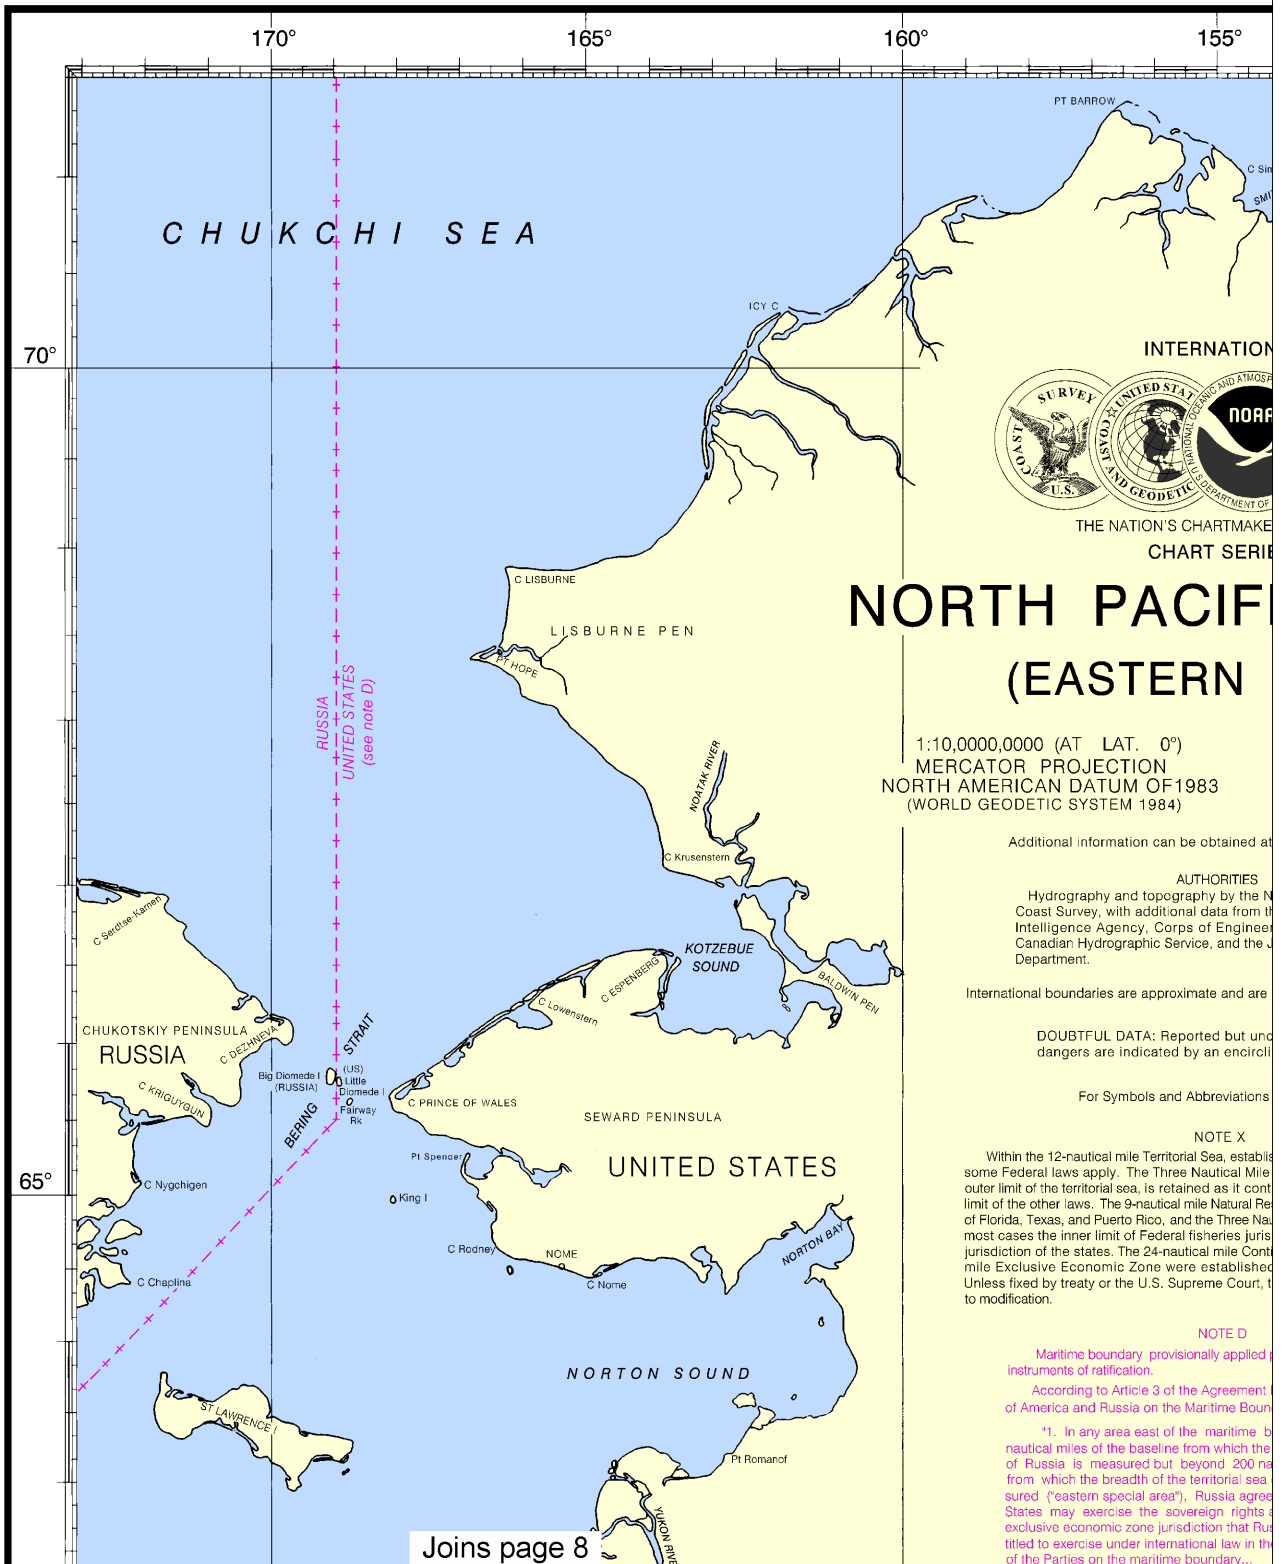 170°
165°
160°
155°
PT BARROW
CHUKCHI SEA
ICY C
70°
INTERNATION
COAST SURVEY
U.S.
UNITED STAT
COAST AND GEODETIC
NATIONAL OCEANIC AND ATMOSP
NOAA
U S DEPARTMENT OF
THE NATION'S CHARTMAKE
CHART SERIE
C LISBURNE
NORTH PACIFI
LISBURNE PEN
PT HOPE
(EASTERN
RUSSIA
UNITED STATES
(see note D)
1:10,0000,0000 (AT LAT. 0°)
MERCATOR PROJECTION
NORTH AMERICAN DATUM OF1983
(WORLD GEODETIC SYSTEM 1984)
NOATAK RIVER
Additional information can be obtained at
C Krusenstern
AUTHORITIES
Hydrography and topography by the N
Coast Survey, with additional data from th
Intelligence Agency, Corps of Engineer
Canadian Hydrographic Service, and the J
Department.
C Serdtse-Kamen
KOTZEBUE
SOUND
C ESPENBERG
BALDWIN PEN
International boundaries are approximate and are
C Lowenstern
CHUKOTSKIY PENINSULA
RUSSIA
C DEZHNEVA
BERING STRAIT
DOUBTFUL DATA: Reported but unc
dangers are indicated by an encircli
Big Diomede I
(RUSSIA)
(US)
Little
Diomede I
Fairway
Rk
C KRIGUYGUN
C PRINCE OF WALES
SEWARD PENINSULA
For Symbols and Abbreviations
NOTE X
Within the 12-nautical mile Territorial Sea, establis
some Federal laws apply. The Three Nautical Mile
outer limit of the territorial sea, is retained as it cont
limit of the other laws. The 9-nautical mile Natural Re
of Florida, Texas, and Puerto Rico, and the Three Nau
most cases the inner limit of Federal fisheries juris
jurisdiction of the states. The 24-nautical mile Conti
mile Exclusive Economic Zone were established
Unless fixed by treaty or the U.S. Supreme Court, t
to modification.
Pt Spencer
UNITED STATES
65°
C Nygchigen
King I
C Rodney
NOME
C Nome
NORTON BAY
C Chaplina
NOTE D
Maritime boundary provisionally applied p
instruments of ratification.
According to Article 3 of the Agreement
of America and Russia on the Maritime Boun
"1. In any area east of the maritime b
nautical miles of the baseline from which the
of Russia is measured but beyond 200 na
from which the breadth of the territorial sea
sured ("eastern special area"), Russia agree
States may exercise the sovereign rights a
exclusive economic zone jurisdiction that Rus
titled to exercise under international law in the
of the Parties on the maritime boundary...
NORTON SOUND
ST LAWRENCE I
Pt Romanof
YUKON RIVE
C Sim
SMI
Joins page 8